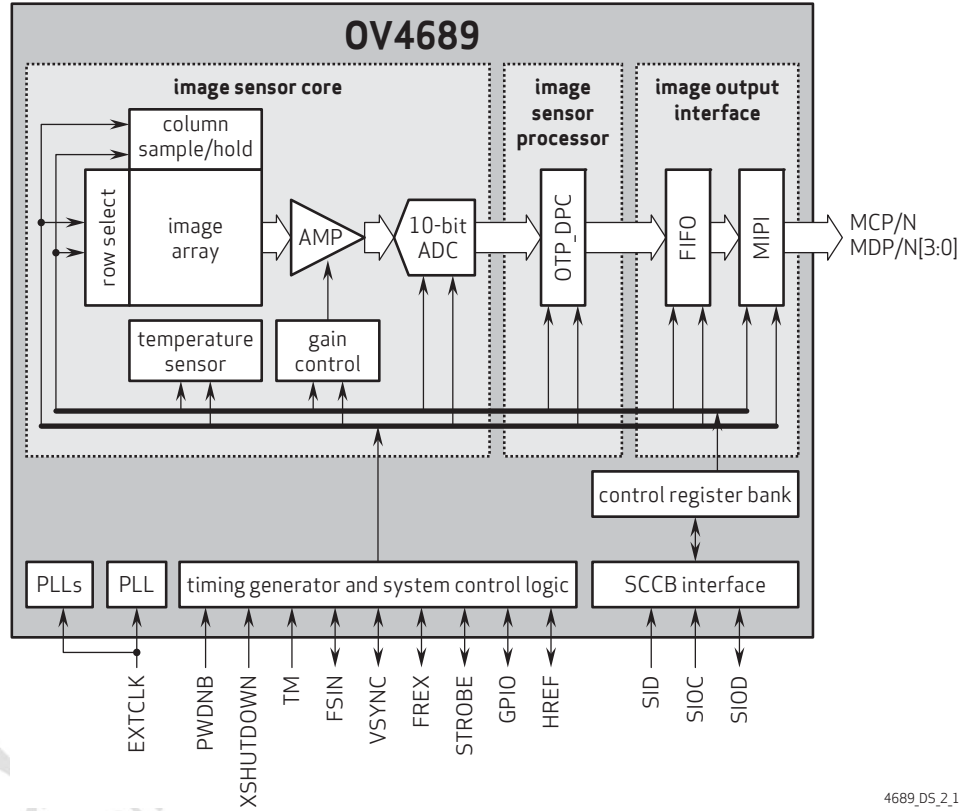 OV4689
image sensor core
image
sensor
processor
image output
interface
column
sample/hold
row select
image
array
AMP
10-bit
ADC
OTP_DPC
FIFO
MIPI
MCP/N
MDP/N[3:0]
temperature
sensor
gain
control
control register bank
PLLs
PLL
timing generator and system control logic
SCCB interface
EXTCLK
PWDNB
XSHUTDOWN
TM
FSIN
VSYNC
FREX
STROBE
GPIO
HREF
SID
SIOC
SIOD
4689_DS_2_1